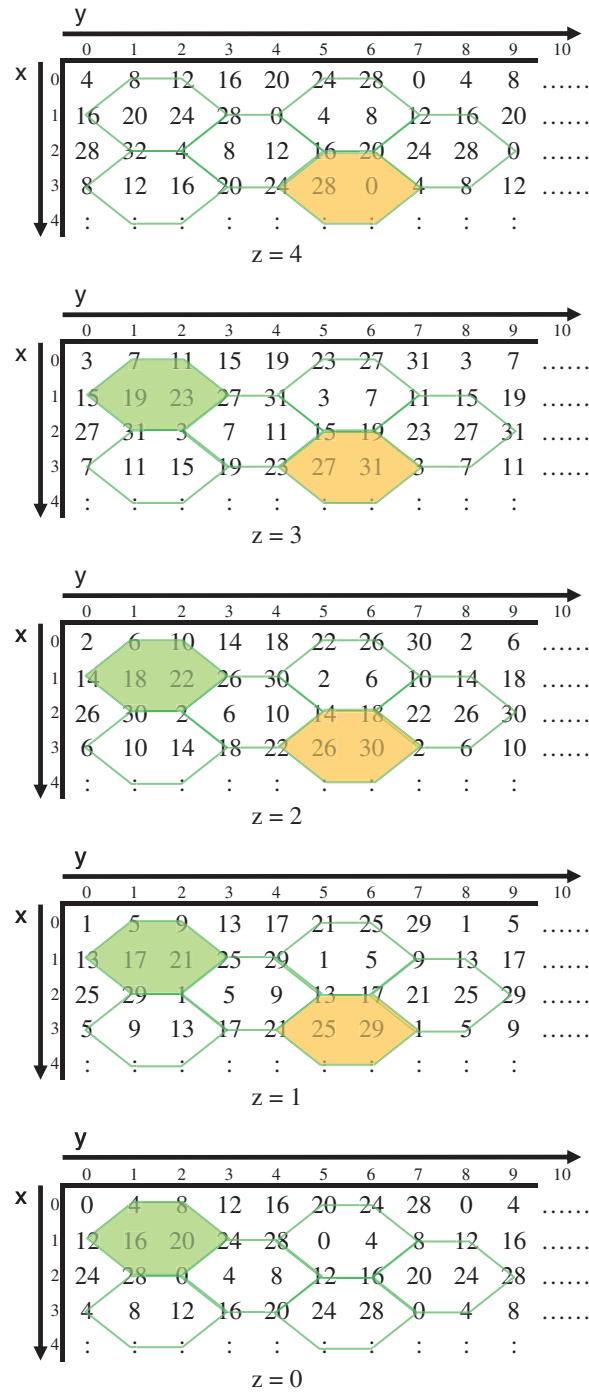 y
0 1 2 3 4 5 6 7 8 9 10
x
0 4 8 12 16 20 24 28 0 4 8 ......
1 16 20 24 28 0 4 8 12 16 20 ......
2 28 32 4 8 12 16 20 24 28 0 ......
3 8 12 16 20 24 28 0 4 8 12 ......
4 : : : : : : : : : :
z = 4
y
0 1 2 3 4 5 6 7 8 9 10
x
0 3 7 11 15 19 23 27 31 3 7 ......
1 15 19 23 27 31 3 7 11 15 19 ......
2 27 31 3 7 11 15 19 23 27 31 ......
3 7 11 15 19 23 27 31 3 7 11 ......
4 : : : : : : : : : :
z = 3
y
0 1 2 3 4 5 6 7 8 9 10
x
0 2 6 10 14 18 22 26 30 2 6 ......
1 14 18 22 26 30 2 6 10 14 18 ......
2 26 30 2 6 10 14 18 22 26 30 ......
3 6 10 14 18 22 26 30 2 6 10 ......
4 : : : : : : : : : :
z = 2
y
0 1 2 3 4 5 6 7 8 9 10
x
0 1 5 9 13 17 21 25 29 1 5 ......
1 13 17 21 25 29 1 5 9 13 17 ......
2 25 29 1 5 9 13 17 21 25 29 ......
3 5 9 13 17 21 25 29 1 5 9 ......
4 : : : : : : : : : :
z = 1
y
0 1 2 3 4 5 6 7 8 9 10
x
0 0 4 8 12 16 20 24 28 0 4 ......
1 12 16 20 24 28 0 4 8 12 16 ......
2 24 28 0 4 8 12 16 20 24 28 ......
3 4 8 12 16 20 24 28 0 4 8 ......
4 : : : : : : : : : :
z = 0